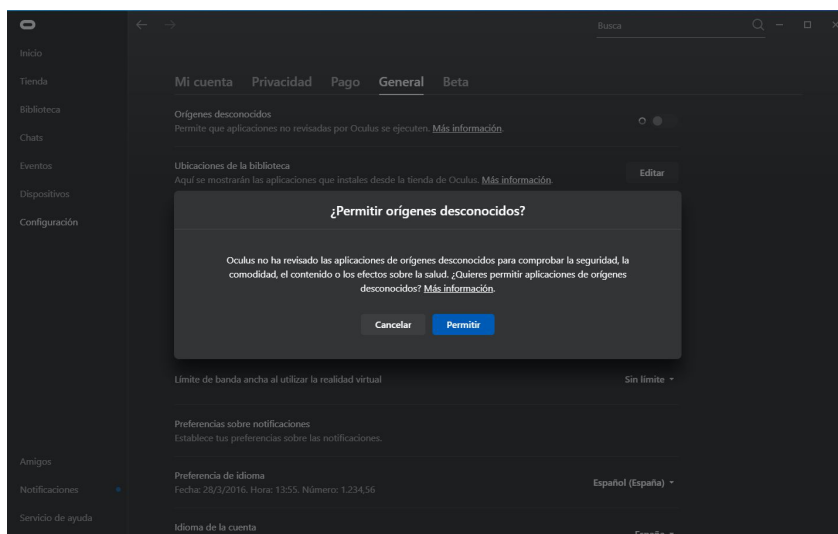 Busca
Inicio
Tienda
Biblioteca
Chats
Eventos
Dispositivos
Configuración
Amigos
Notificaciones
Servicio de ayuda
Mi cuenta Privacidad Pago General Beta
Orígenes desconocidos
Permite que aplicaciones no revisadas por Oculus se ejecuten. Más información.
Ubicaciones de la biblioteca
Aquí se mostrarán las aplicaciones que instales desde la tienda de Oculus. Más información.
Editar
¿Permitir orígenes desconocidos?
Oculus no ha revisado las aplicaciones de orígenes desconocidos para comprobar la seguridad, la
comodidad, el contenido o los efectos sobre la salud. ¿Quieres permitir aplicaciones de orígenes
desconocidos? Más información.
Cancelar Permitir
Límite de banda ancha al utilizar la realidad virtual
Sin límite
Preferencias sobre notificaciones
Establece tus preferencias sobre las notificaciones.
Preferencia de idioma
Fecha: 28/3/2016. Hora: 13:55. Número: 1.234,56
Español (España)
Idioma de la cuenta
España